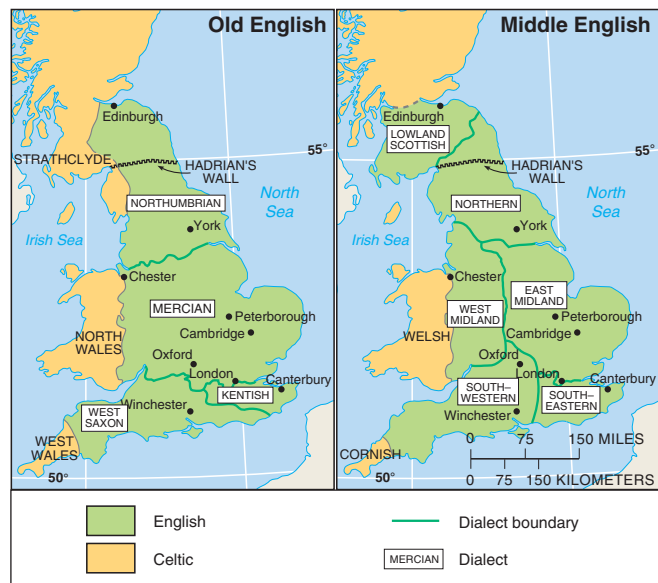 Old English
Edinburgh
STRATHCLYDE
55°
HADRIAN'S
WALL
North
Sea
NORTHUMBRIAN
York
Irish Sea
Chester
MERCIAN
Peterborough
Cambridge
NORTH
WALES
Oxford
London
Canterbury
KENTISH
WEST
SAXON
Winchester
WEST
WALES
50°
Middle English
Edinburgh
LOWLAND
SCOTTISH
55°
HADRIAN'S
WALL
North
Sea
NORTHERN
York
Irish Sea
Chester
EAST
MIDLAND
WEST
MIDLAND
Peterborough
Cambridge
WELSH
Oxford
London
Canterbury
SOUTH–
WESTERN
SOUTH–
EASTERN
Winchester
0 75 150 MILES
0 75 150 KILOMETERS
CORNISH
50°
English
Celtic
Dialect boundary
MERCIAN Dialect